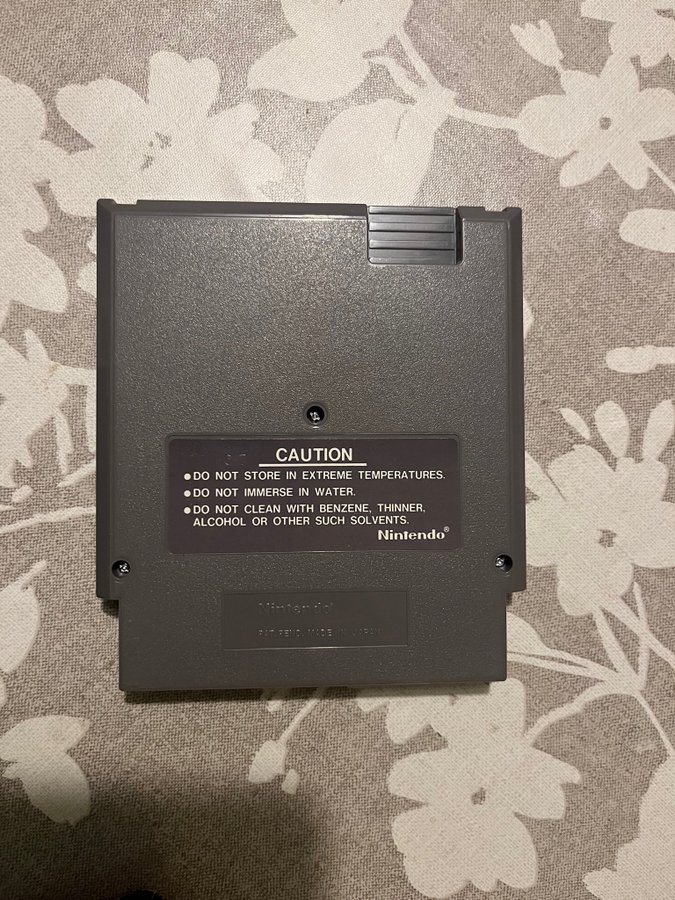 CAUTION
●DO NOT STORE IN EXTREME TEMPERATURES.
●DO NOT IMMERSE IN WATER.
●DO NOT CLEAN WITH BENZENE, THINNER,
ALCOHOL OR OTHER SUCH SOLVENTS.
Nintendo®
Nintendo
PAT. PEND. MADE IN JAPAN